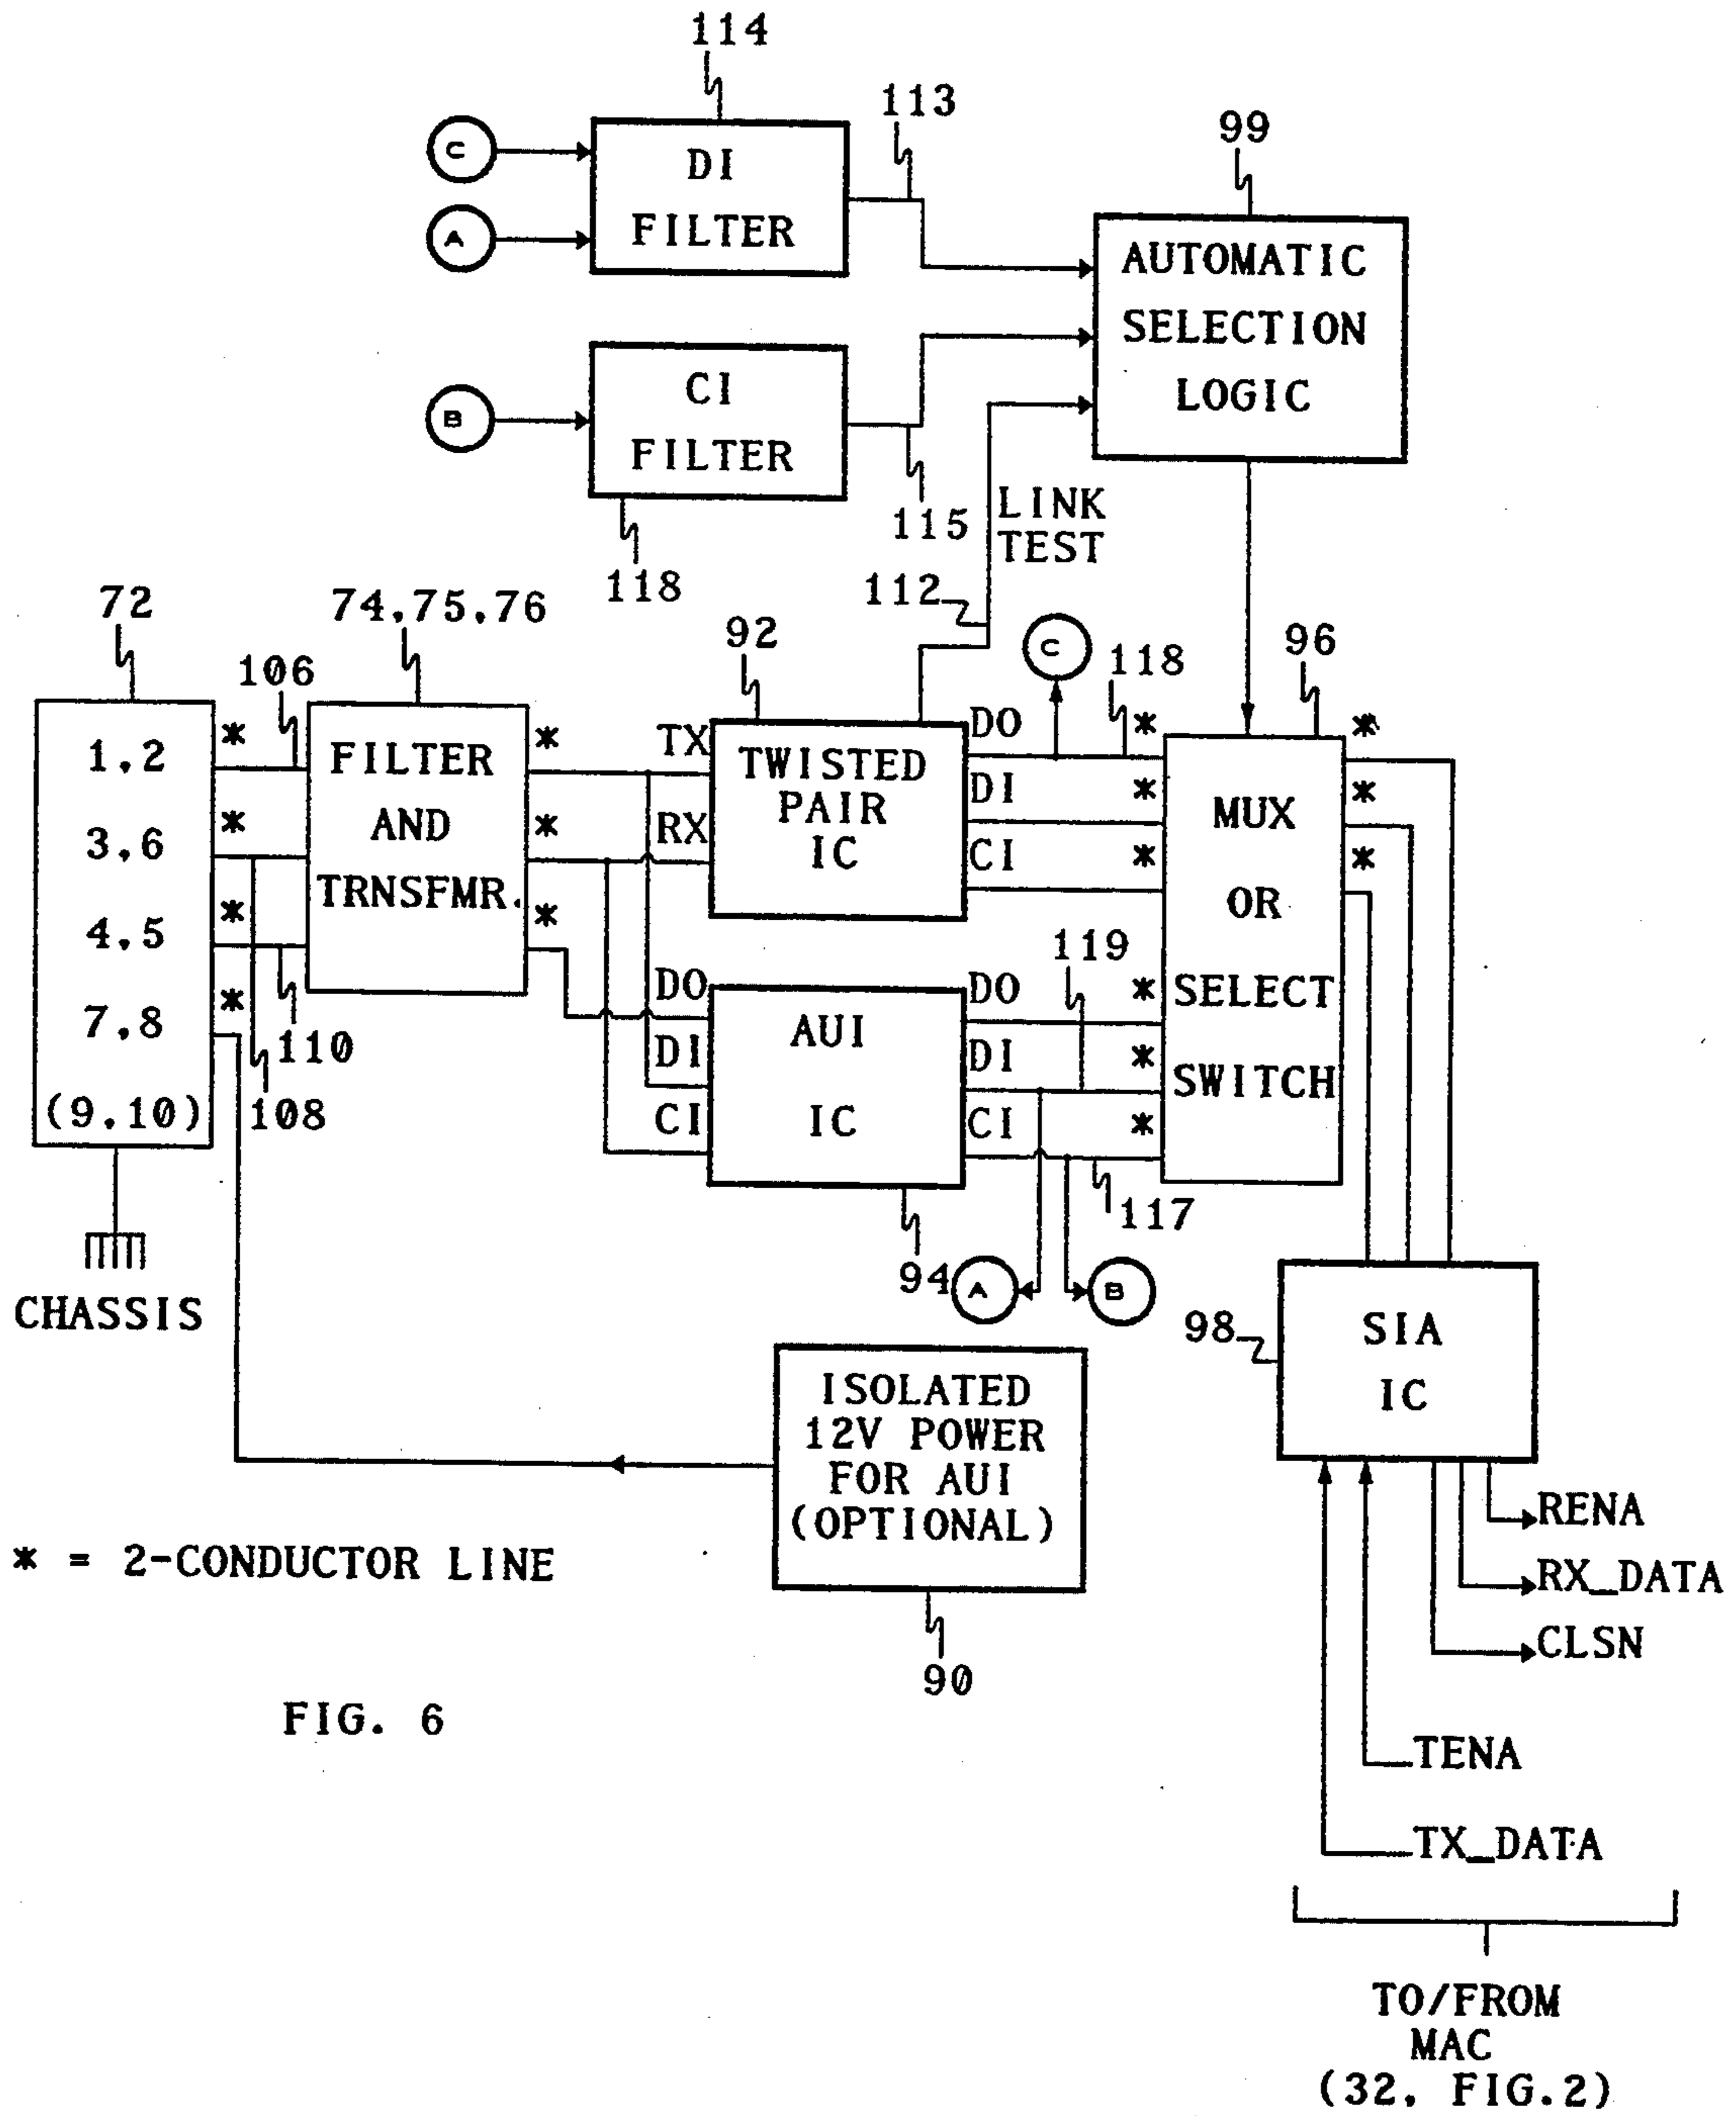 114
113
C
DI
FILTER
A
99
AUTOMATIC
SELECTION
LOGIC
CI
FILTER
B
115
118
LINK
TEST
112
72
74,75,76
92
C
118
96
106
1,2
3,6
4,5
7,8
(9,10)
*
*
*
*
FILTER
AND
TRNSFMR.
*
*
*
TX
RX
TWISTED
PAIR
IC
DO
DI
CI
*
*
*
MUX
OR
SELECT
SWITCH
*
*
*
110
108
DO
DI
CI
AUI
IC
119
DO
DI
CI
*
*
*
117
94
A
B
CHASSIS
98
SIA
IC
ISOLATED
12V POWER
FOR AUI
(OPTIONAL)
90
* = 2-CONDUCTOR LINE
RENA
RX_DATA
CLSN
TENA
TX_DATA
FIG. 6
TO/FROM
MAC
(32, FIG.2)